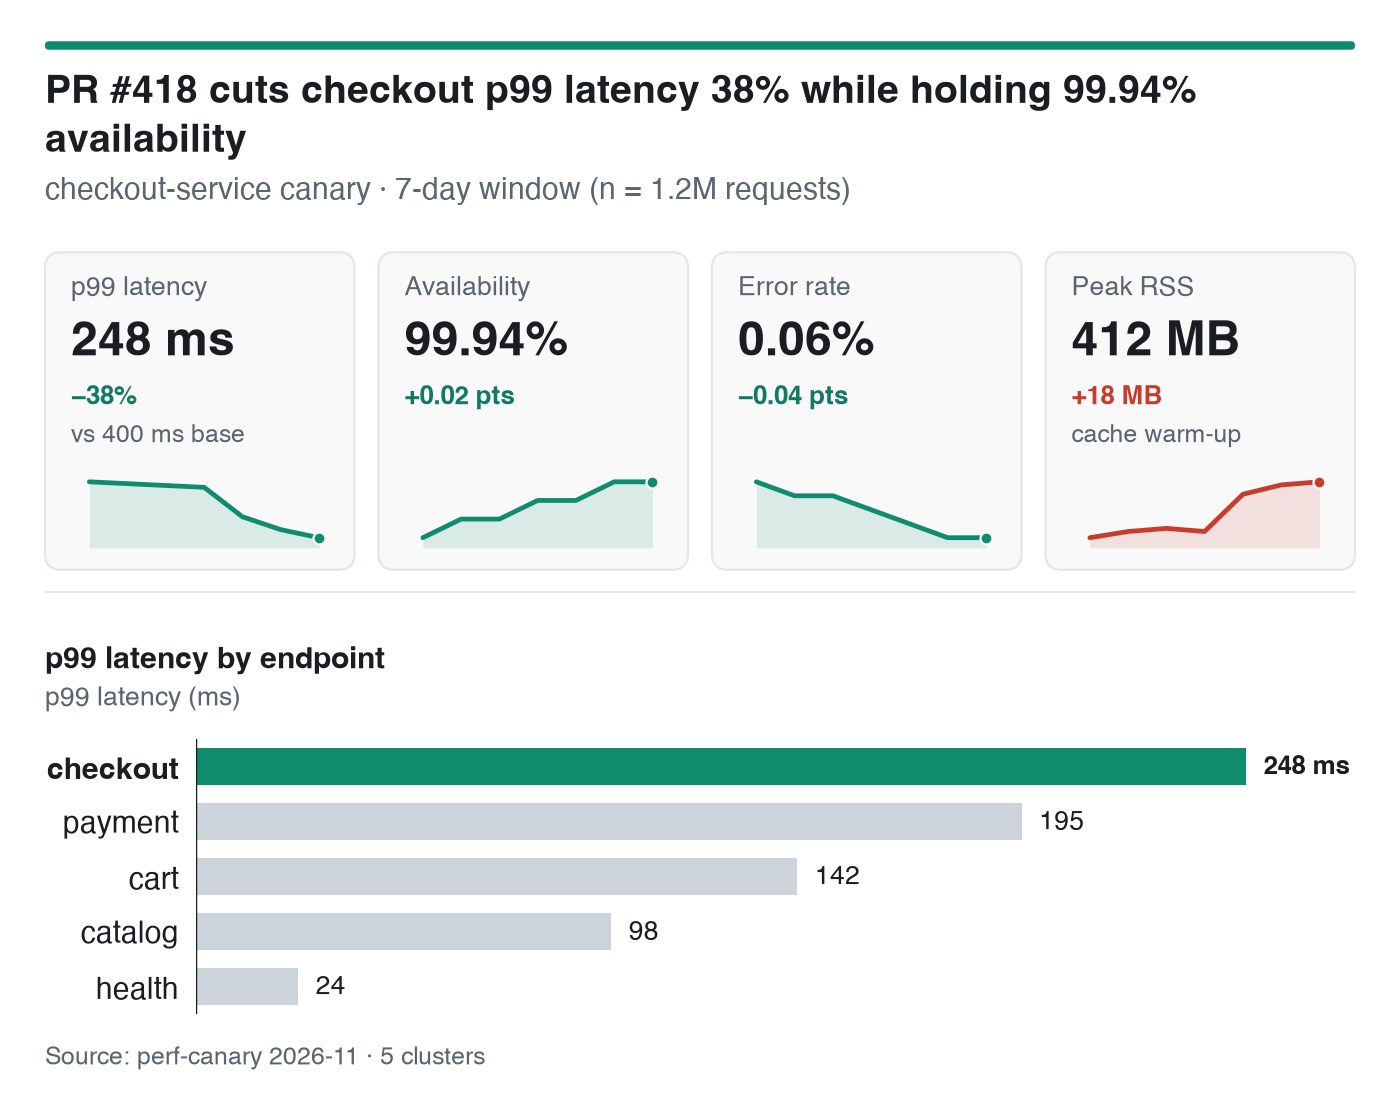 PR #418 cuts checkout p99 latency 38% while holding 99.94%
availability
checkout-service canary · 7-day window (n = 1.2M requests)
p99 latency
248 ms
−38%
vs 400 ms base
Availability
99.94%
+0.02 pts
Error rate
0.06%
−0.04 pts
Peak RSS
412 MB
+18 MB
cache warm-up
p99 latency by endpoint
p99 latency (ms)
checkout 248 ms
payment 195
cart 142
catalog 98
health 24
Source: perf-canary 2026-11 · 5 clusters